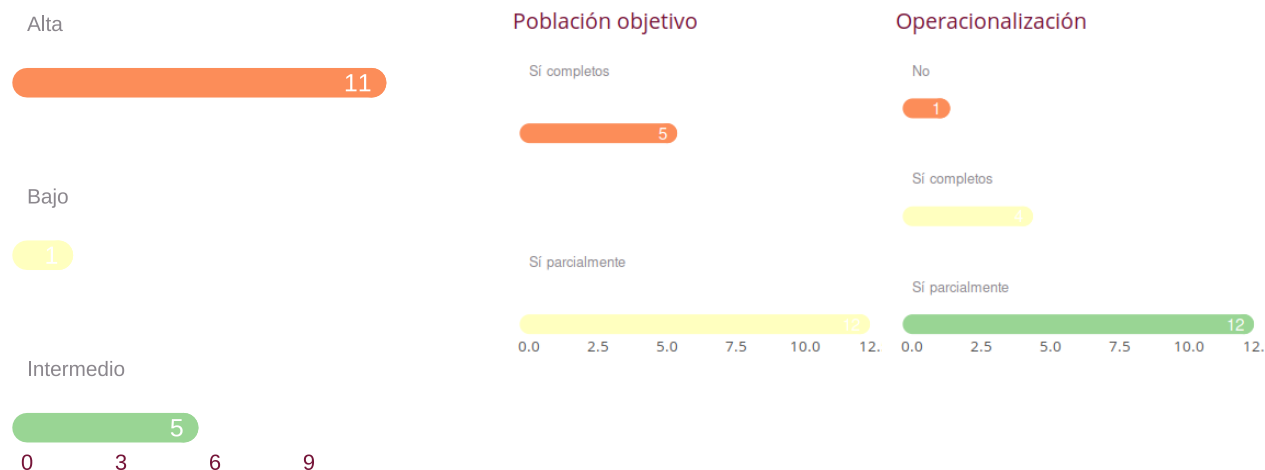 Alta
11
Bajo
1
Intermedio
5
0 3 6 9
Población objetivo
Sí completos
5
Sí parcialmente
12
0.0 2.5 5.0 7.5 10.0 12.
Operacionalización
No
1
Sí completos
Sí parcialmente
12
0.0 2.5 5.0 7.5 10.0 12.